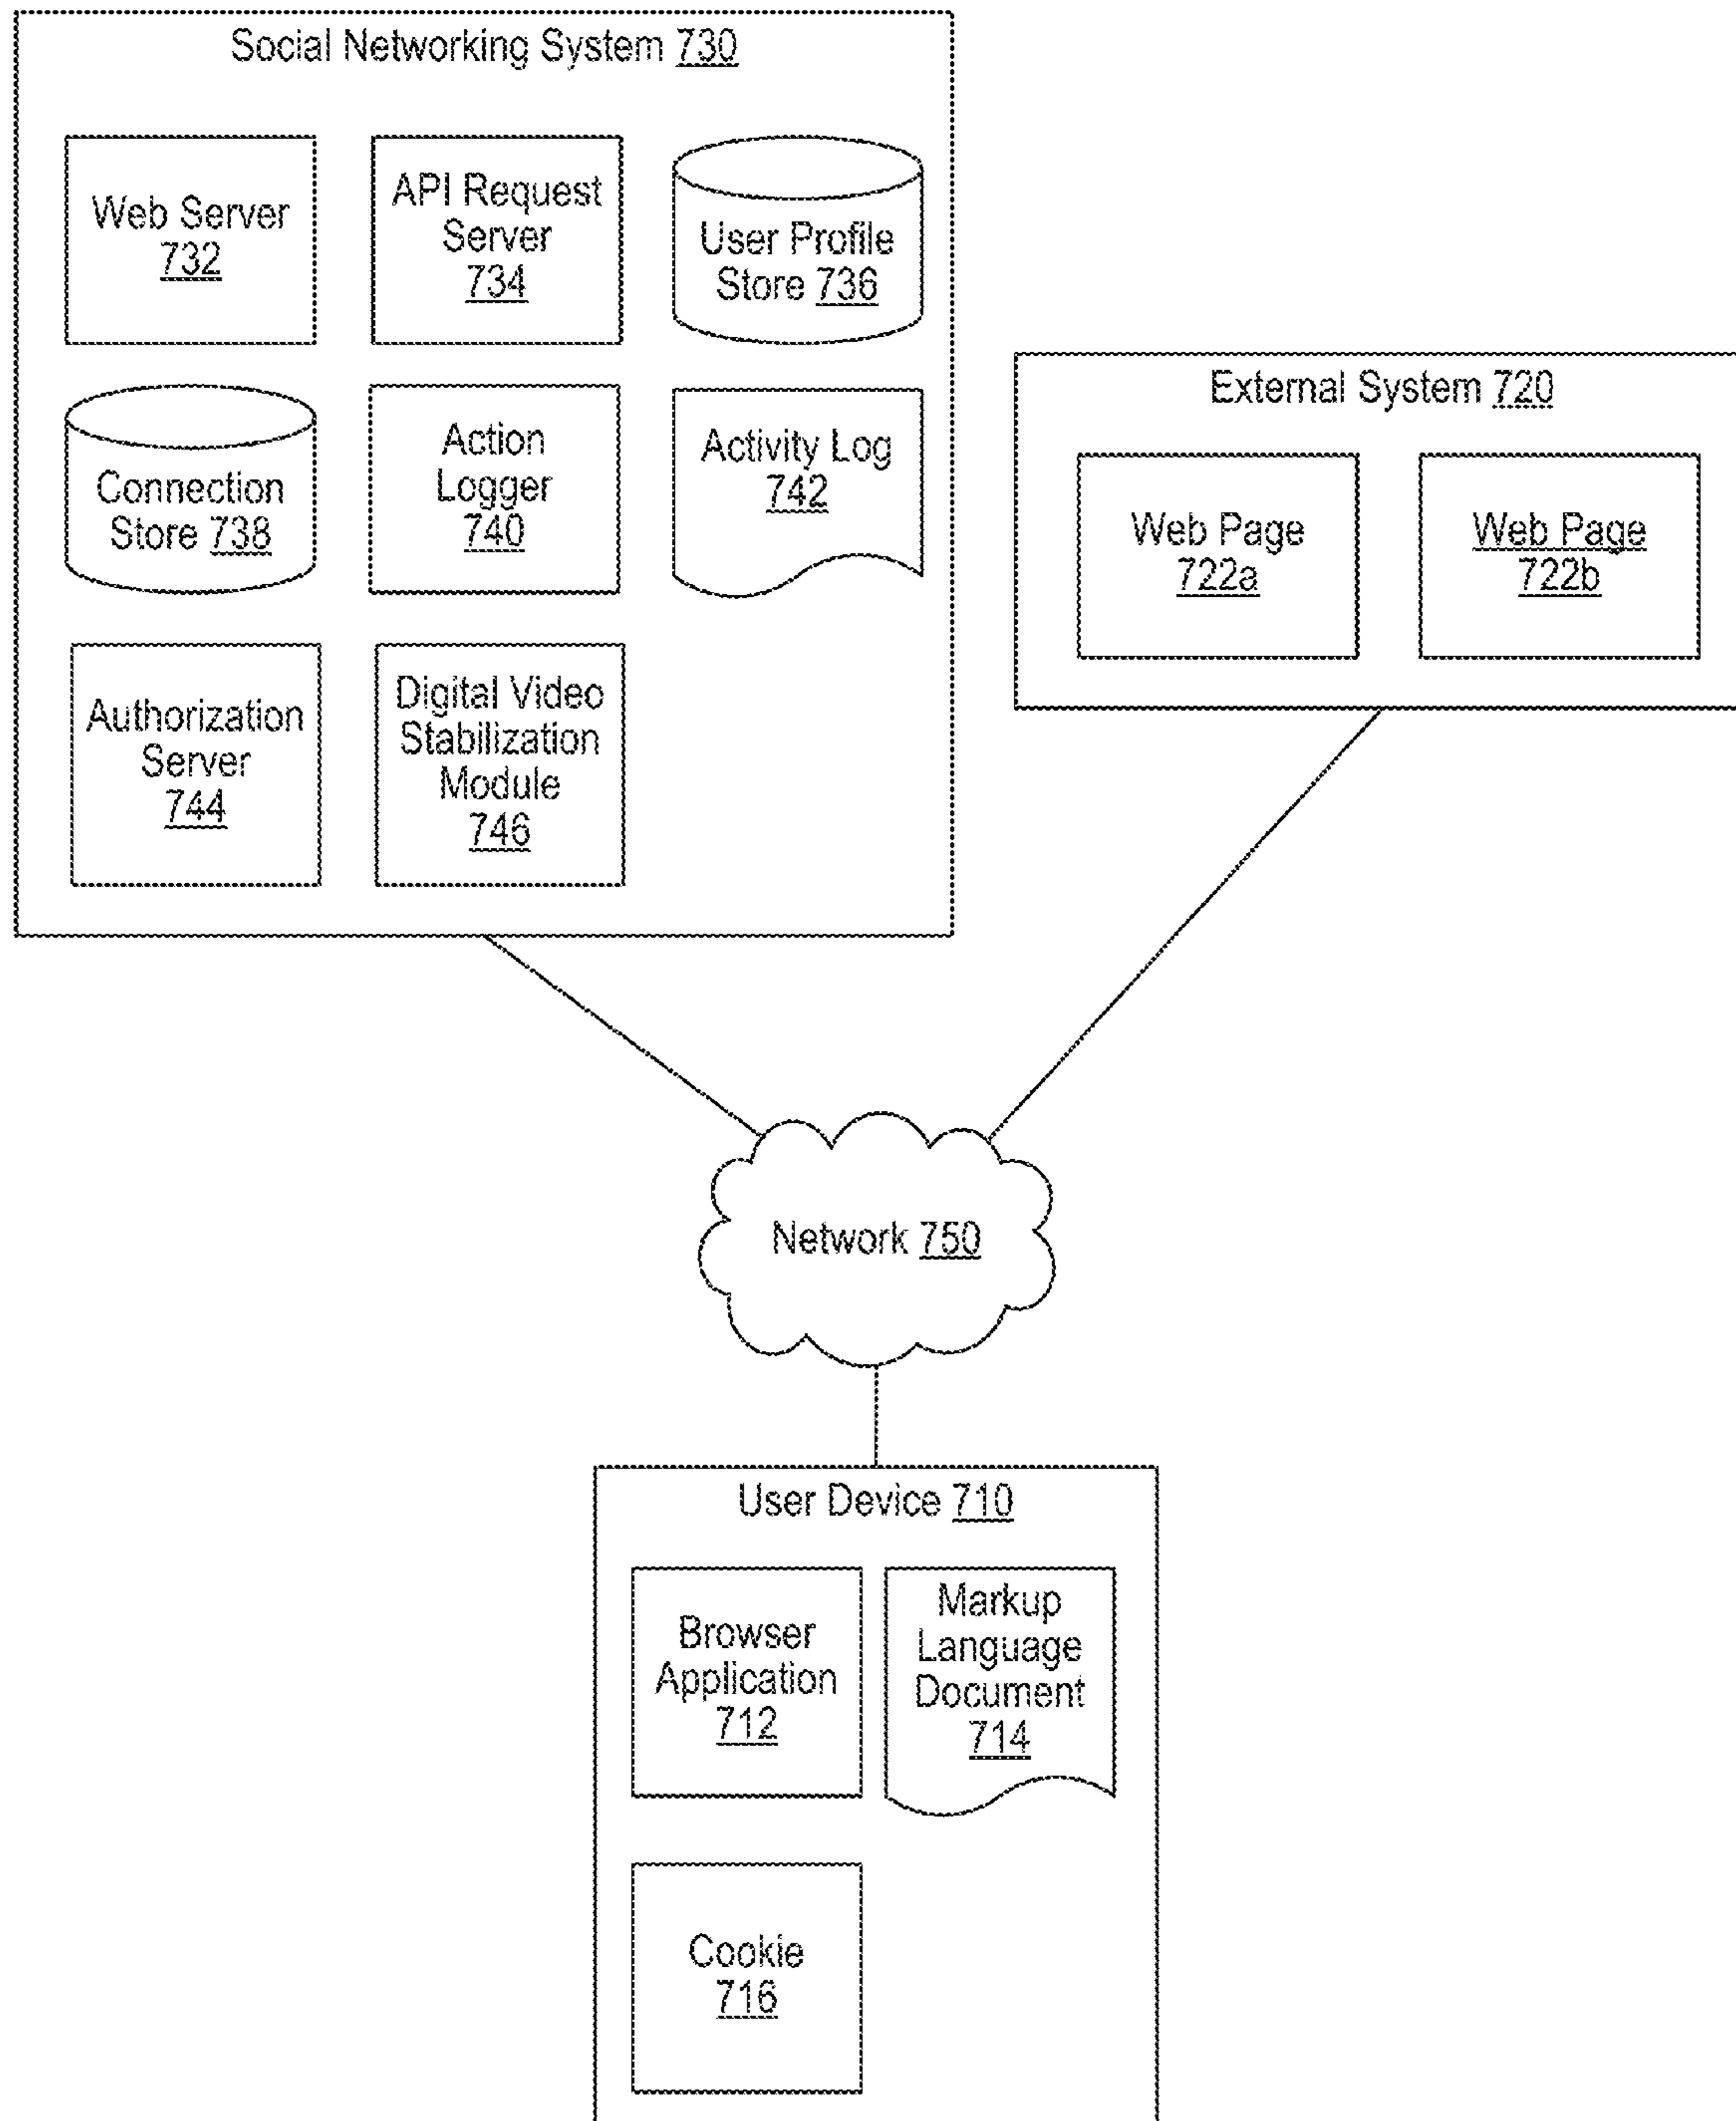 Social Networking System 730
Web Server
732
API Request
Server
734
User Profile
Store 736
Connection
Store 738
Action
Logger
740
Activity Log
742
Authorization
Server
744
Digital Video
Stabilization
Module
746
External System 720
Web Page
722a
Web Page
722b
Network 750
User Device 710
Browser
Application
712
Markup
Language
Document
714
Cookie
716